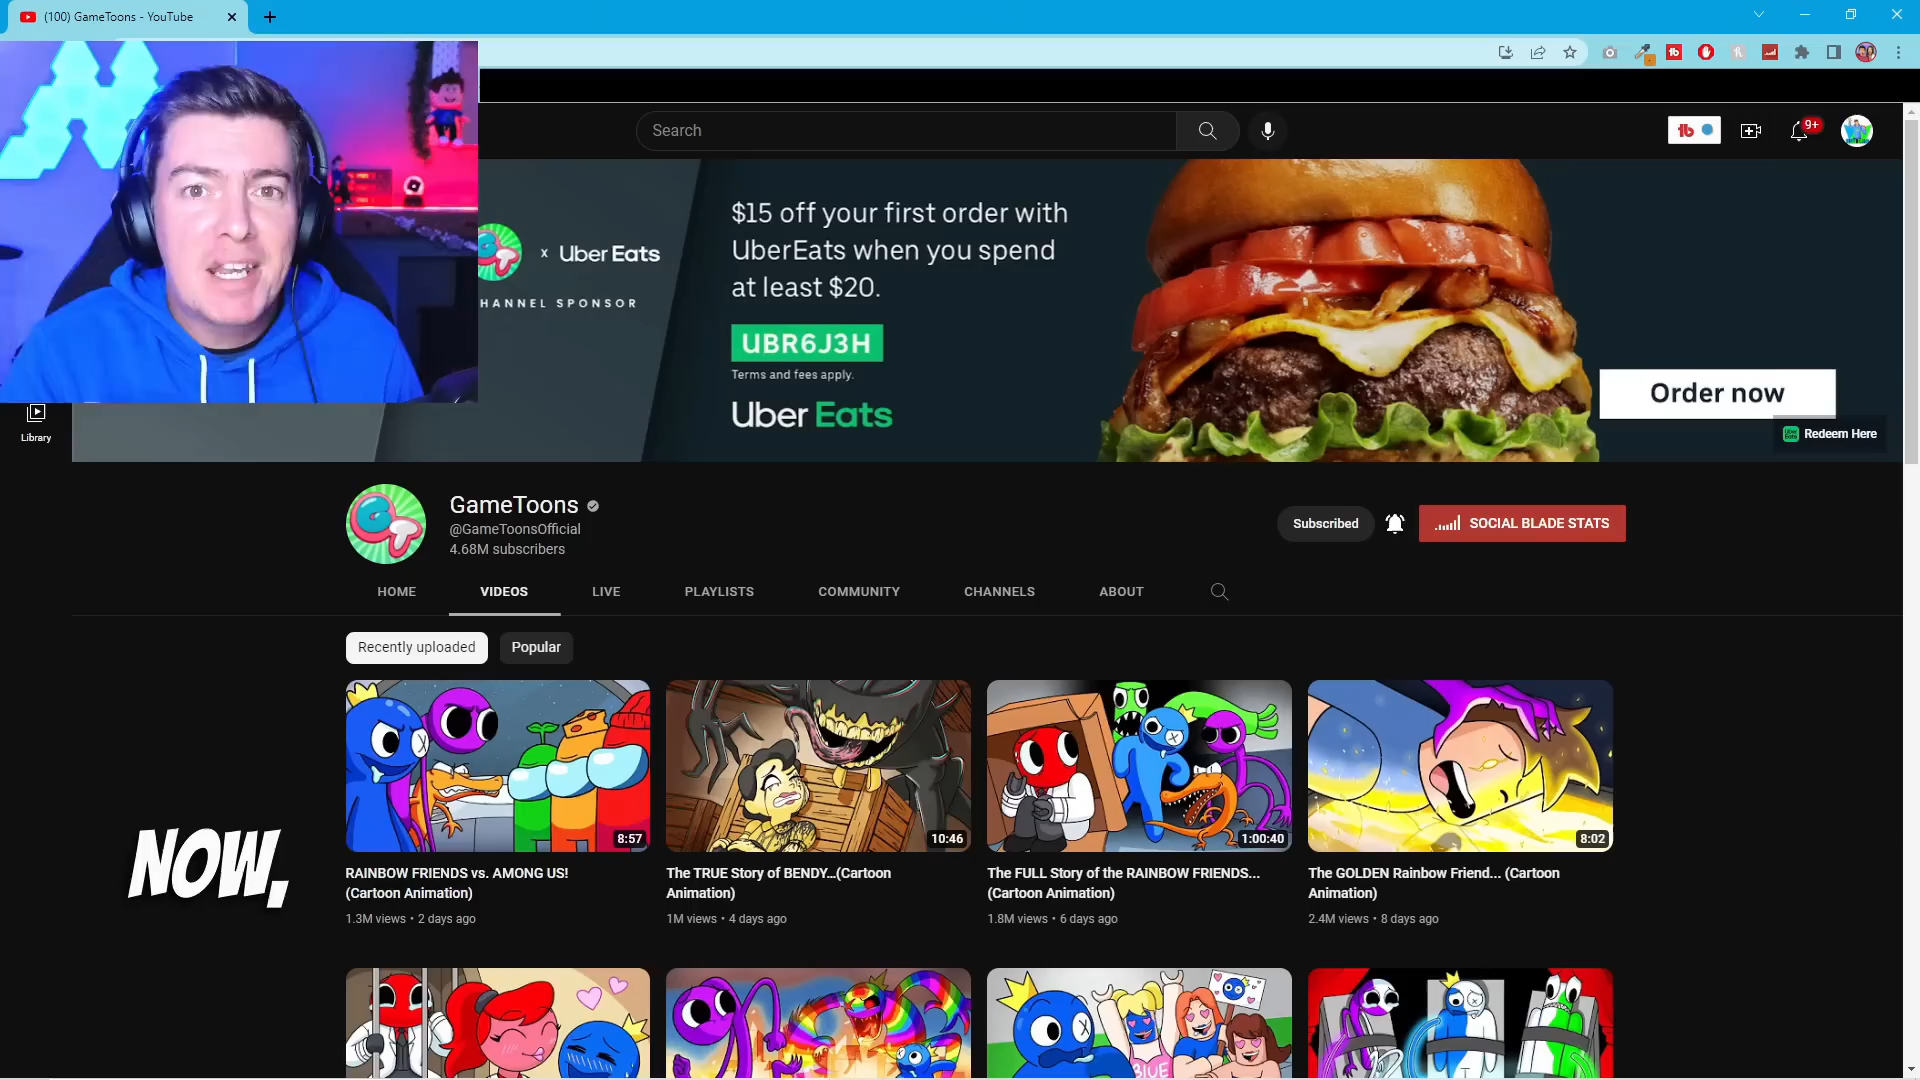 (100) GameToons - YouTube
Search
9+
x Uber Eats
HANNEL SPONSOR
$15 off your first order with
UberEats when you spend
at least $20.
UBR6J3H
Terms and fees apply.
Uber Eats
Order now
Redeem Here
Library
GT
GameToons
@GameToonsOfficial
4.68M subscribers
Subscribed
SOCIAL BLADE STATS
HOME
VIDEOS
LIVE
PLAYLISTS
COMMUNITY
CHANNELS
ABOUT
Recently uploaded
Popular
8:57
10:46
1:00:40
8:02
NOW,
RAINBOW FRIENDS vs. AMONG US!
(Cartoon Animation)
1.3M views • 2 days ago
The TRUE Story of BENDY...(Cartoon
Animation)
1M views • 4 days ago
The FULL Story of the RAINBOW FRIENDS...
(Cartoon Animation)
1.8M views • 6 days ago
The GOLDEN Rainbow Friend... (Cartoon
Animation)
2.4M views • 8 days ago
BLUE